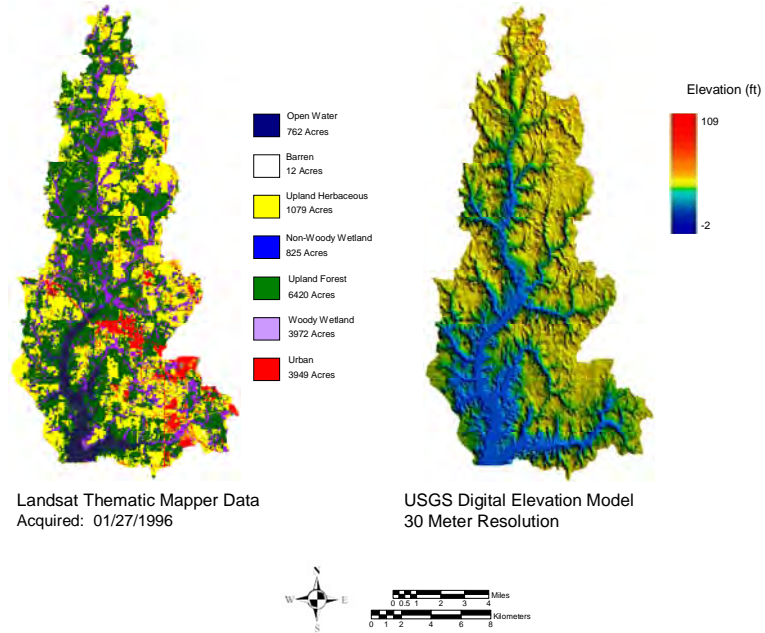 Open Water
762 Acres
Barren
12 Acres
Upland Herbaceous
1079 Acres
Non-Woody Wetland
825 Acres
Upland Forest
6420 Acres
Woody Wetland
3972 Acres
Urban
3949 Acres
Elevation (ft)
109
-2
Landsat Thematic Mapper Data
Acquired: 01/27/1996
USGS Digital Elevation Model
30 Meter Resolution
N
W E
S
Miles
0 0.5 1 2 3 4
Kilometers
0 1 2 4 6 8